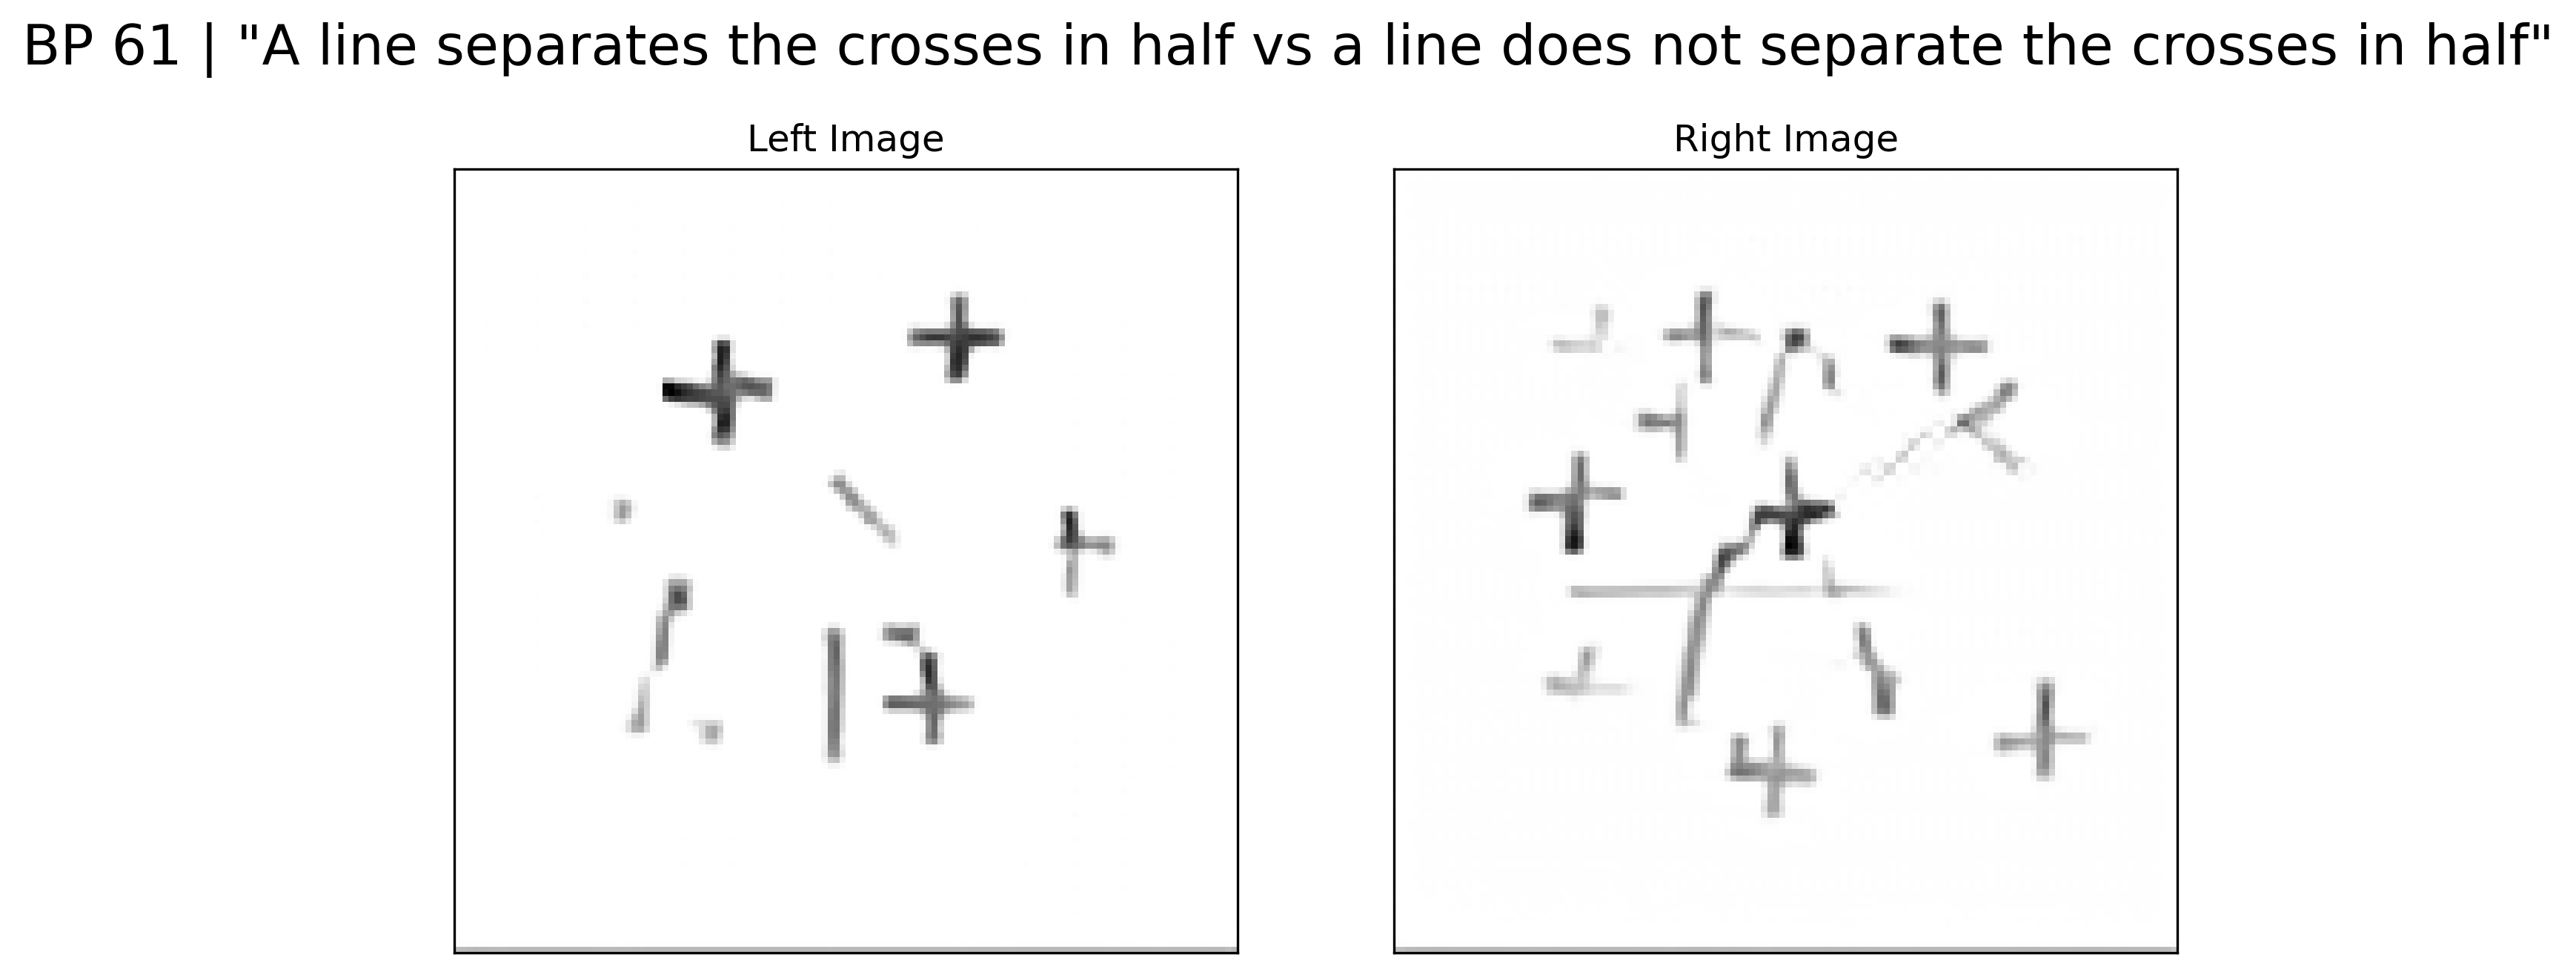 BP 61 | "A line separates the crosses in half vs a line does not separate the crosses in half"
Left Image
Right Image